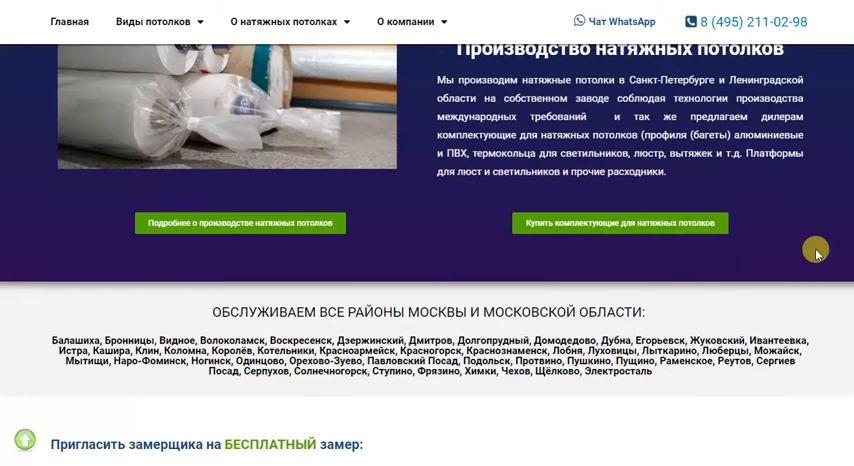 Главная Виды потолков О натяжных потолках О компании Чат WhatsApp 8 (495) 211-02-98
Производство натяжных потолков
Мы производим натяжные потолки в Санкт-Петербурге и Ленинградской
области на собственном заводе соблюдая технологии производства
международных требований и так же предлагаем дилерам
комплектующие для натяжных потолков (профиля (багеты) алюминиевые
и ПВХ, термокольца для светильников, люстр, вытяжек и т.д. Платформы
для люст и светильников и прочие расходники.
Подробнее о производстве натяжных потолков
Купить комплектующие для натяжных потолков
ОБСЛУЖИВАЕМ ВСЕ РАЙОНЫ МОСКВЫ И МОСКОВСКОЙ ОБЛАСТИ:
Балашиха, Бронницы, Видное, Волоколамск, Воскресенск, Дзержинский, Дмитров, Долгопрудный, Домодедово, Дубна, Егорьевск, Жуковский, Ивантеевка,
Истра, Кашира, Клин, Коломна, Королёв, Котельники, Красноармейск, Красногорск, Краснознаменск, Лобня, Луховицы, Лыткарино, Люберцы, Можайск,
Мытищи, Наро-Фоминск, Ногинск, Одинцово, Орехово-Зуево, Павловский Посад, Подольск, Протвино, Пушкино, Пущино, Раменское, Реутов, Сергиев
Посад, Серпухов, Солнечногорск, Ступино, Фрязино, Химки, Чехов, Щёлково, Электросталь
Пригласить замерщика на БЕСПЛАТНЫЙ замер: